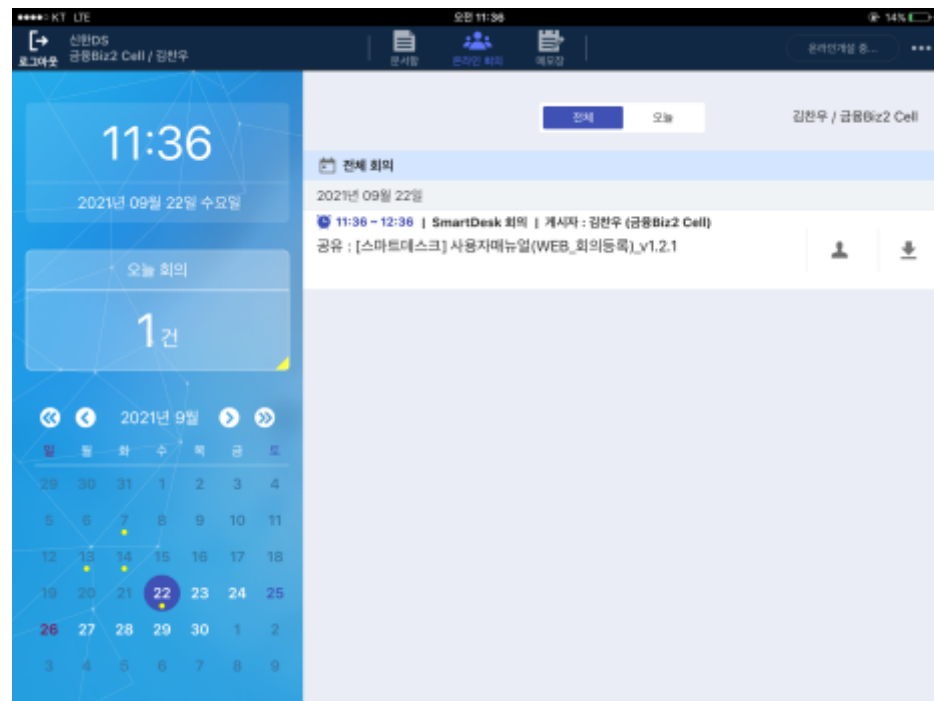 KT LTE 오전 11:36 14%
로그아웃
신한DS
금융Biz2 Cell / 김찬우
문서함
온라인 회의
메모장
온라인개설 중...
11:36
2021년 09월 22일 수요일
오늘 회의
1건
2021년 9월
일 월 화 수 목 금 토
29 30 31 1 2 3 4
5 6 7 8 9 10 11
12 13 14 15 16 17 18
19 20 21 22 23 24 25
26 27 28 29 30 1 2
3 4 5 6 7 8 9
전체 오늘
김찬우 / 금융Biz2 Cell
전체 회의
2021년 09월 22일
11:36 ~ 12:36 | SmartDesk 회의 | 게시자 : 김찬우 (금융Biz2 Cell)
공유 : [스마트데스크] 사용자매뉴얼(WEB_회의등록)_v1.2.1